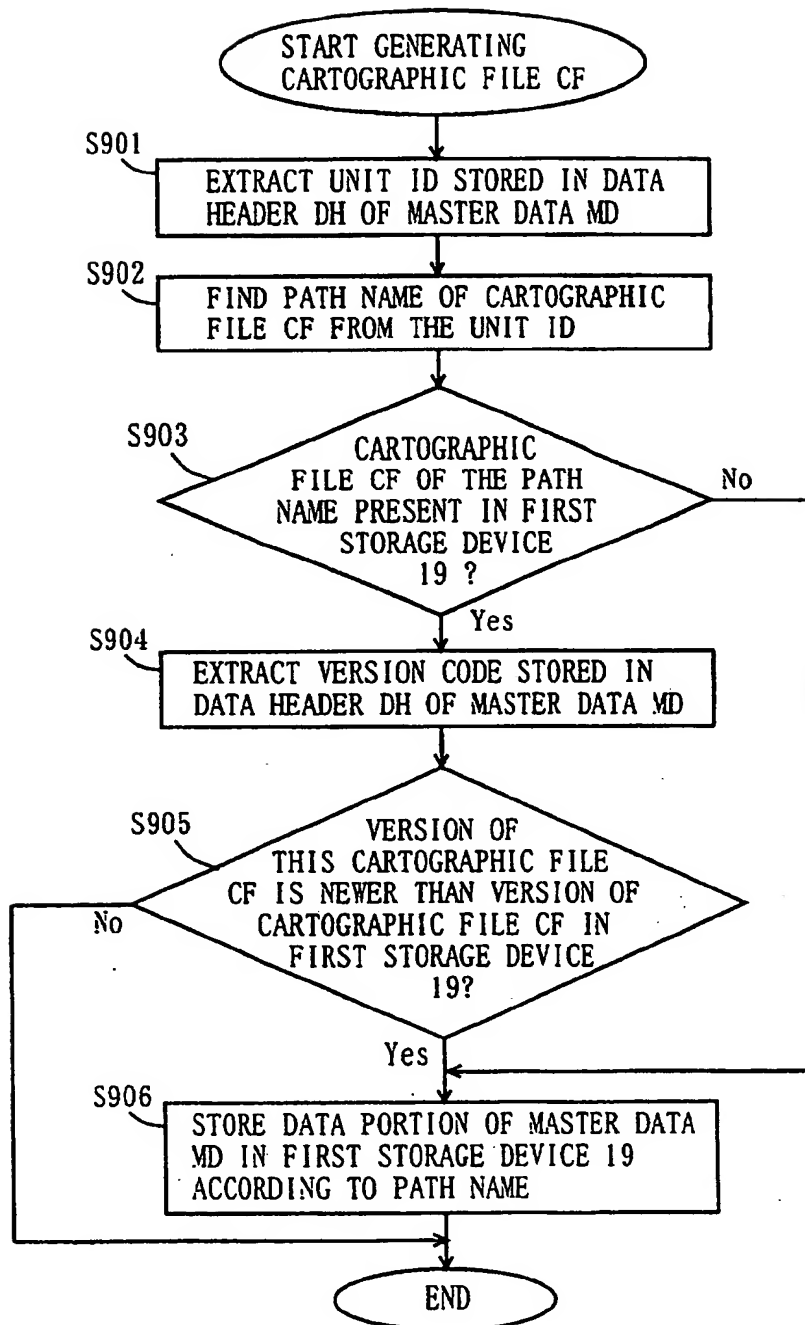 START GENERATING
CARTOGRAPHIC FILE CF
S901
EXTRACT UNIT ID STORED IN DATA
HEADER DH OF MASTER DATA MD
S902
FIND PATH NAME OF CARTOGRAPHIC
FILE CF FROM THE UNIT ID
S903
CARTOGRAPHIC
FILE CF OF THE PATH
NAME PRESENT IN FIRST
STORAGE DEVICE
19 ?
No
Yes
S904
EXTRACT VERSION CODE STORED IN
DATA HEADER DH OF MASTER DATA MD
S905
VERSION OF
THIS CARTOGRAPHIC FILE
CF IS NEWER THAN VERSION OF
CARTOGRAPHIC FILE CF IN
FIRST STORAGE DEVICE
19?
No
Yes
S906
STORE DATA PORTION OF MASTER DATA
MD IN FIRST STORAGE DEVICE 19
ACCORDING TO PATH NAME
END